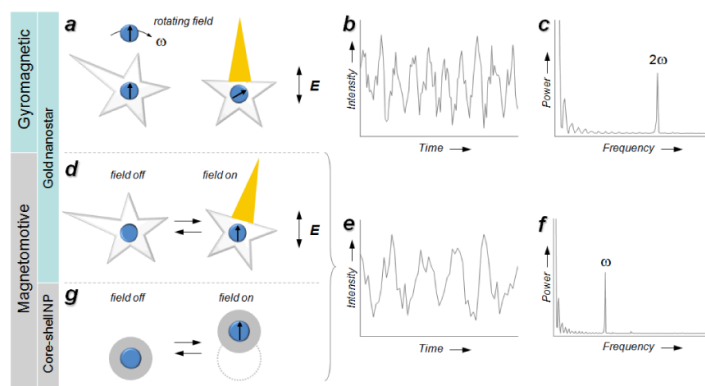 Gyromagnetic
Magnetomotive
Gold nanostar
Core-shell NP
a
rotating field
ω
E
b
Intensity
Time
c
2ω
Power
Frequency
d
field off
field on
E
e
Intensity
Time
f
ω
Power
Frequency
g
field off
field on